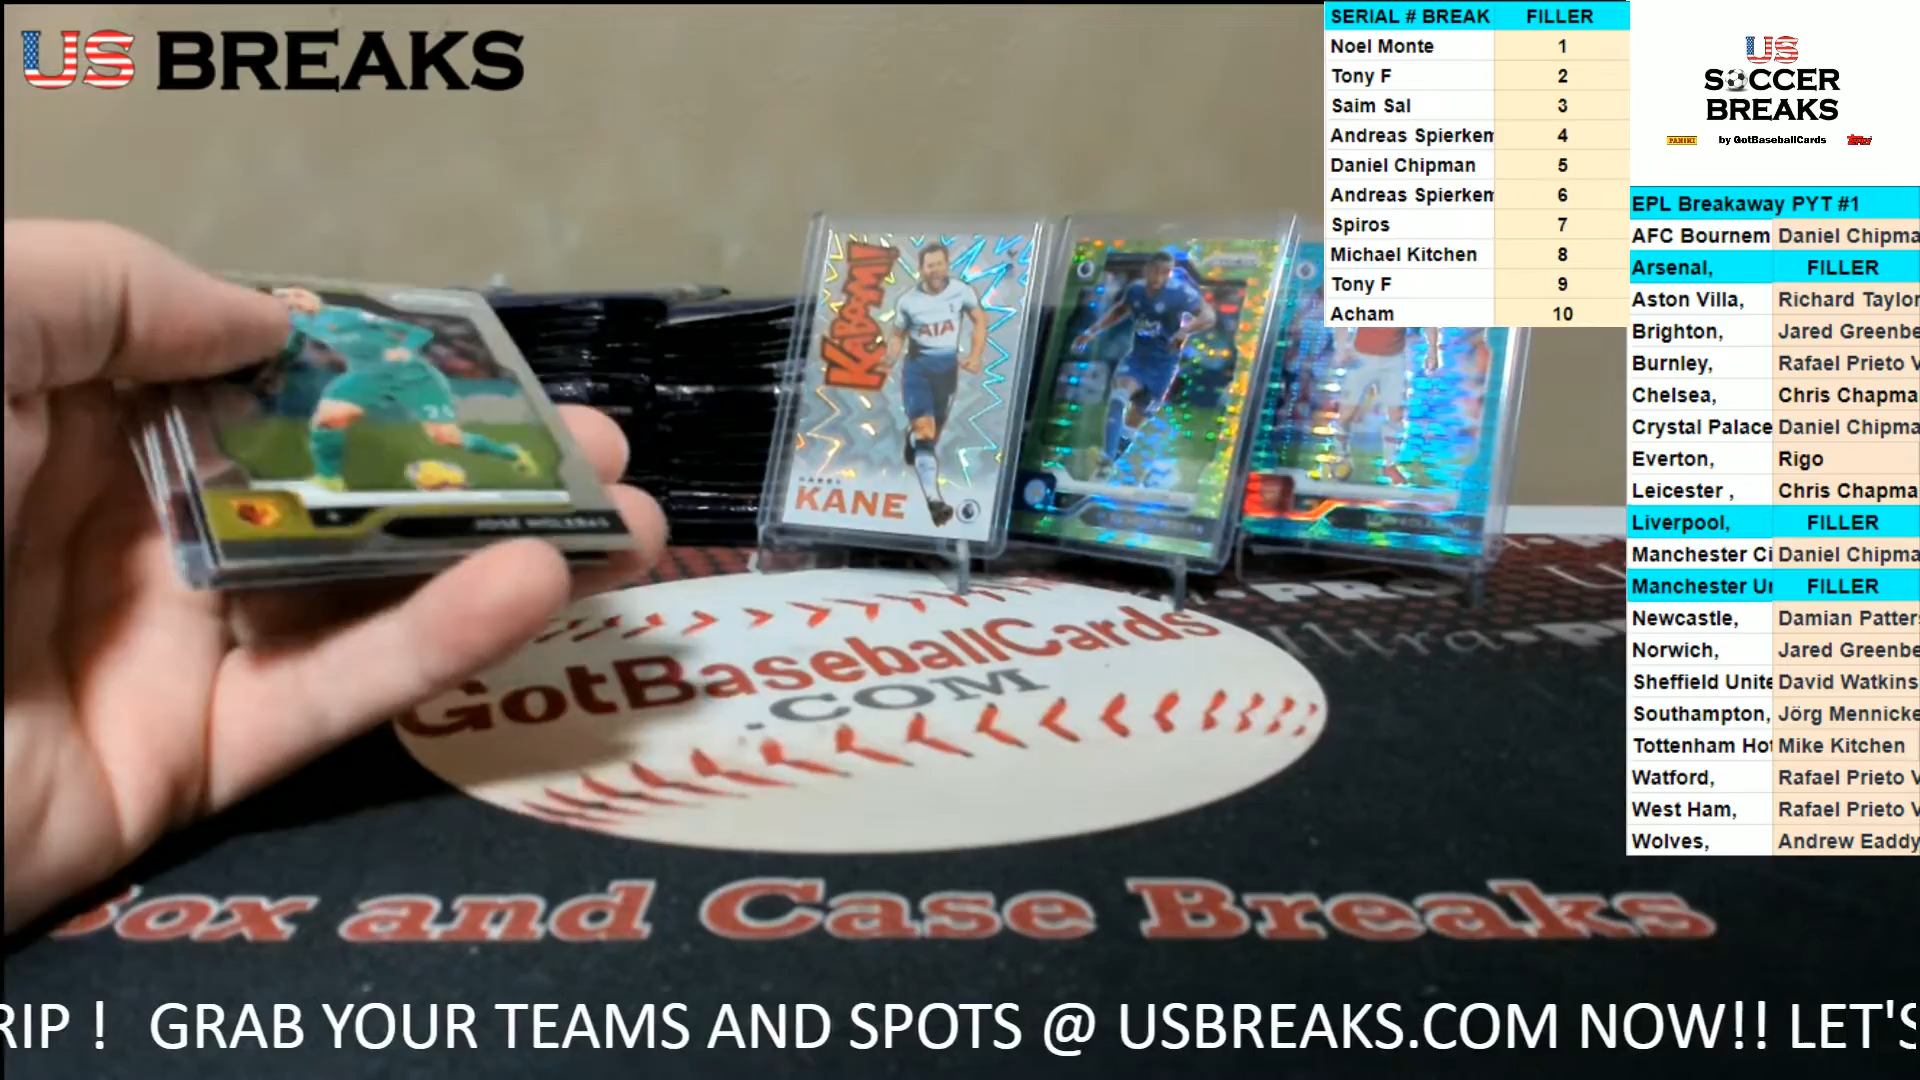 US BREAKS
SERIAL # BREAK FILLER
Noel Monte 1
Tony F 2
Saim Sal 3
Andreas Spierken 4
Daniel Chipman 5
Andreas Spierken 6
Spiros 7
Michael Kitchen 8
Tony F 9
Acham 10
US
SOCCER
BREAKS
PANINI by GotBaseballCards Topps
EPL Breakaway PYT #1
AFC Bournem Daniel Chipma
Arsenal, FILLER
Aston Villa, Richard Taylor
Brighton, Jared Greenbe
Burnley, Rafael Prieto V
Chelsea, Chris Chapma
Crystal Palace Daniel Chipma
Everton, Rigo
Leicester , Chris Chapma
Liverpool, FILLER
Manchester Ci Daniel Chipma
Manchester Un FILLER
Newcastle, Damian Patter
Norwich, Jared Greenbe
Sheffield Unite David Watkins
Southampton, Jörg Mennicke
Tottenham Hot Mike Kitchen
Watford, Rafael Prieto V
West Ham, Rafael Prieto V
Wolves, Andrew Eaddy
KABOOM!
AIA
HARRY
KANE
JOSE HOLEBAS
GotBaseballCards
.COM
Box and Case Breaks
RIP ! GRAB YOUR TEAMS AND SPOTS @ USBREAKS.COM NOW!! LET'S